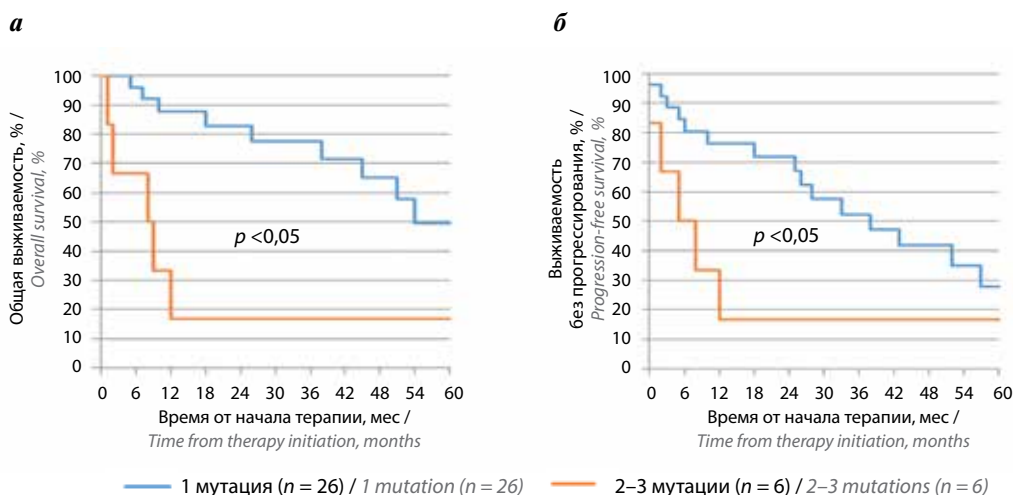 а
Общая выживаемость, % /
Overall survival, %
100
90
80
70
60
50
40
30
20
10
0
p <0,05
0 6 12 18 24 30 36 42 48 54 60
Время от начала терапии, мес /
Time from therapy initiation, months
б
Выживаемость
без прогрессирования, % /
Progression-free survival, %
100
90
80
70
60
50
40
30
20
10
0
p <0,05
0 6 12 18 24 30 36 42 48 54 60
Время от начала терапии, мес /
Time from therapy initiation, months
1 мутация (n = 26) / 1 mutation (n = 26)
2–3 мутации (n = 6) / 2–3 mutations (n = 6)